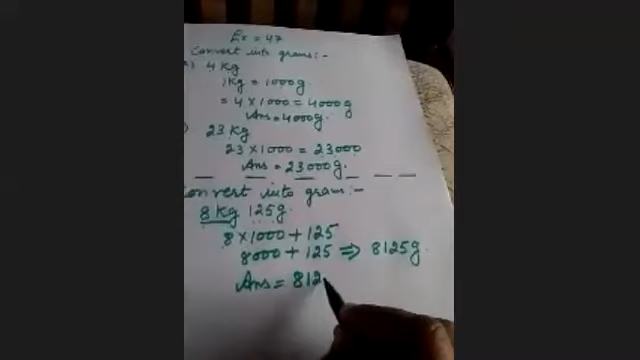 Ex = 47
Convert into grams:-
) 4 Kg
1Kg = 1000g
= 4 × 1000 = 4000g
Ans = 4000g.
) 23 Kg
23 × 1000 = 23000
Ans = 23000g.
Convert into gram:-
8 Kg 125g.
8 × 1000 + 125
8000 + 125 ⇒ 8125g.
Ans = 812